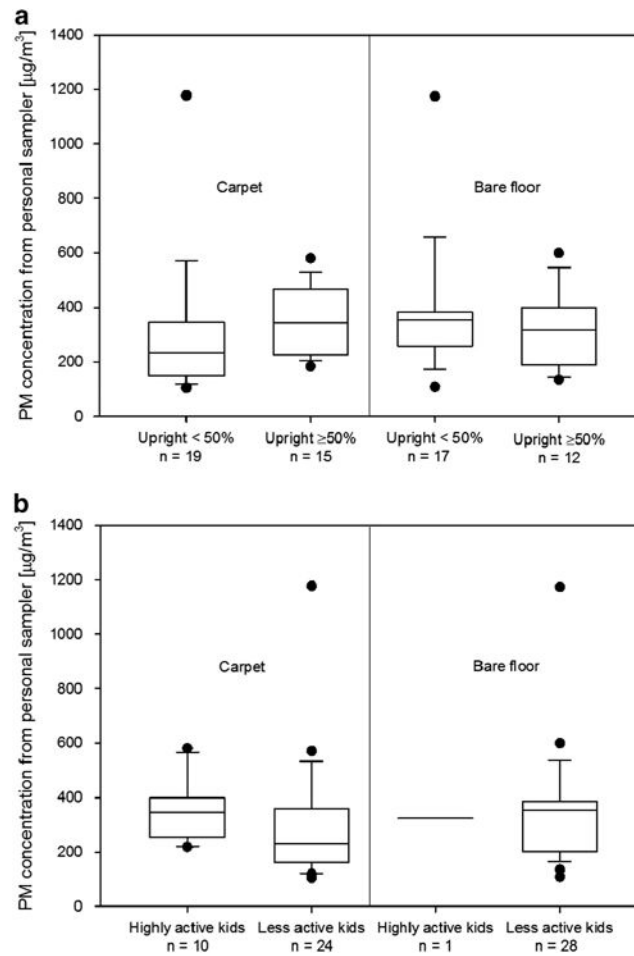 a
PM concentration from personal sampler [µg/m³]
1400
1200
1000
800
600
400
200
0
Carpet
Bare floor
Upright < 50%
Upright ≥50%
Upright < 50%
Upright ≥50%
n = 19
n = 15
n = 17
n = 12
b
PM concentration from personal sampler [µg/m³]
1400
1200
1000
800
600
400
200
0
Carpet
Bare floor
Highly active kids
Less active kids
Highly active kids
Less active kids
n = 10
n = 24
n = 1
n = 28